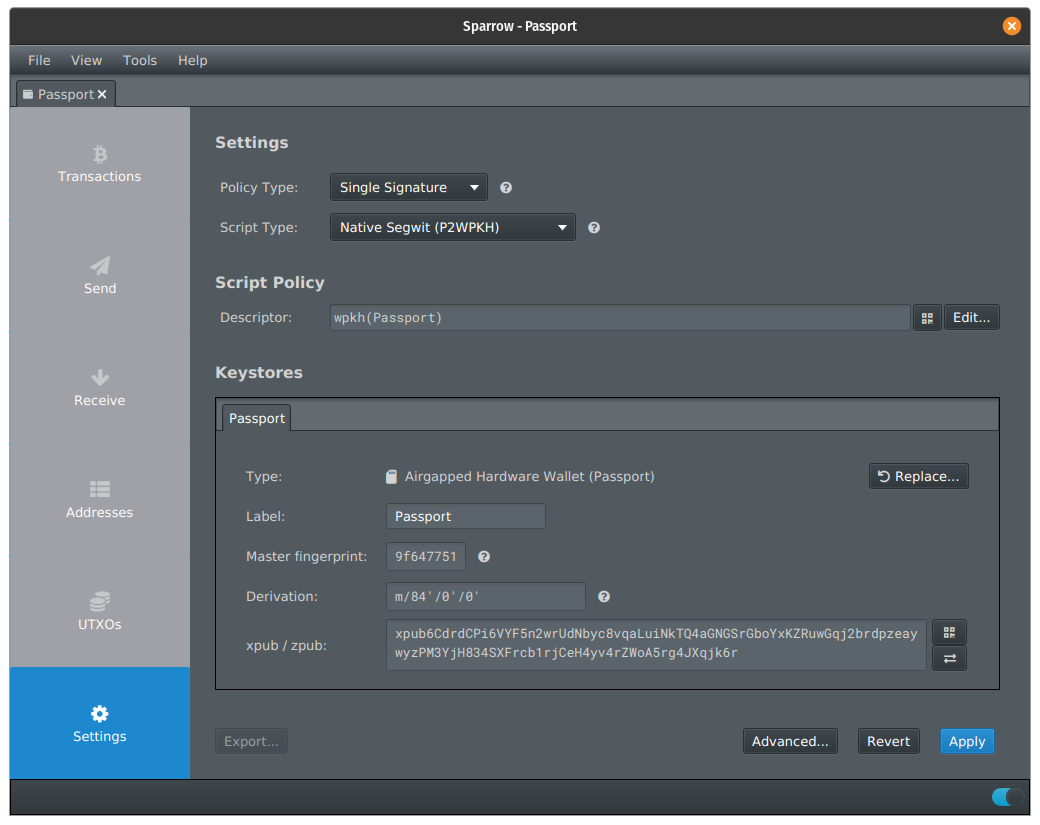 Sparrow - Passport
File View Tools Help
Passport
Transactions
Send
Receive
Addresses
UTXOs
Settings
Settings
Policy Type: Single Signature
Script Type: Native Segwit (P2WPKH)
Script Policy
Descriptor: wpkh(Passport) Edit...
Keystores
Passport
Type: Airgapped Hardware Wallet (Passport) Replace...
Label: Passport
Master fingerprint: 9f647751
Derivation: m/84'/0'/0'
xpub / zpub:
xpub6CdrdCPi6VYF5n2wrUdNbyc8vqaLuiNkTQ4aGNGSrGboYxKZRuwGqj2brdpzeay
wyzPM3YjH834SXFrcb1rjCeH4yv4rZWoA5rg4JXqjk6r
Export... Advanced... Revert Apply